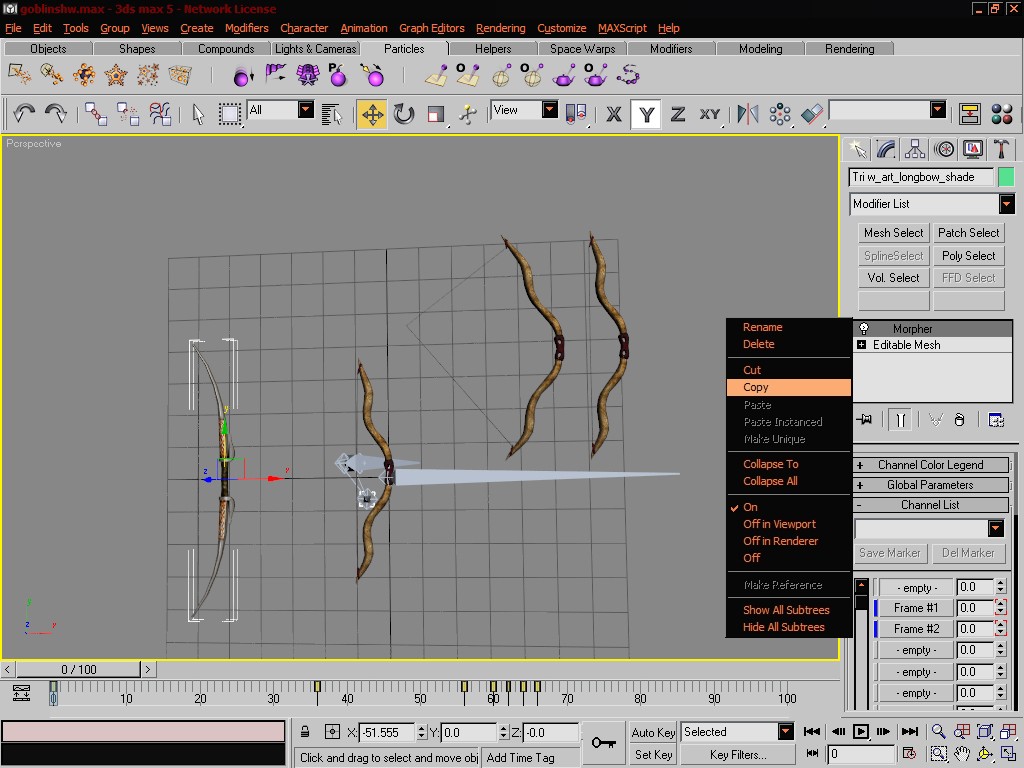 goblinshw.max - 3ds max 5 - Network License
File Edit Tools Group Views Create Modifiers Character Animation Graph Editors Rendering Customize MAXScript Help
Objects Shapes Compounds Lights & Cameras Particles Helpers Space Warps Modifiers Modeling Rendering
All View X Y Z XY
Perspective
Tri w_art_longbow_shade
Modifier List
Mesh Select Patch Select
SplineSelect Poly Select
Vol. Select FFD Select
Morpher
Editable Mesh
Rename
Delete
Cut
Copy
Paste
Paste Instanced
Make Unique
Collapse To
Collapse All
On
Off in Viewport
Off in Renderer
Off
Make Reference
Show All Subtrees
Hide All Subtrees
+ Channel Color Legend
+ Global Parameters
- Channel List
Save Marker Del Marker
- empty - 0.0
Frame #1 0.0
Frame #2 0.0
- empty - 0.0
- empty - 0.0
- empty - 0.0
y
z
z
x
< 0 / 100 >
0 10 20 30 40 50 60 70 80 90 100
X: -51.555 Y: 0.0 Z: -0.0
Auto Key Selected
Click and drag to select and move obj Add Time Tag
Set Key Key Filters...
0